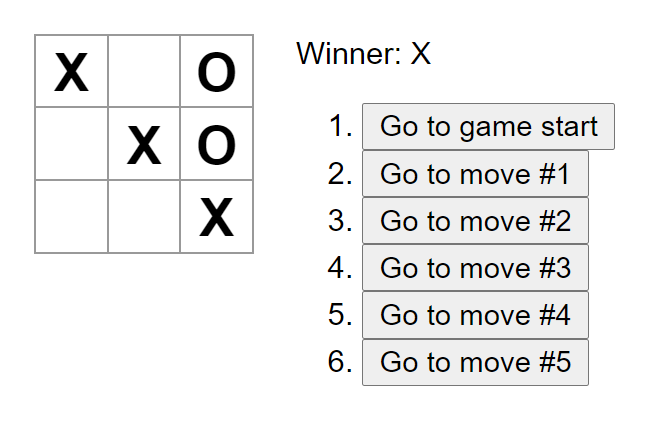 X O
X O
X
Winner: X
1. Go to game start
2. Go to move #1
3. Go to move #2
4. Go to move #3
5. Go to move #4
6. Go to move #5